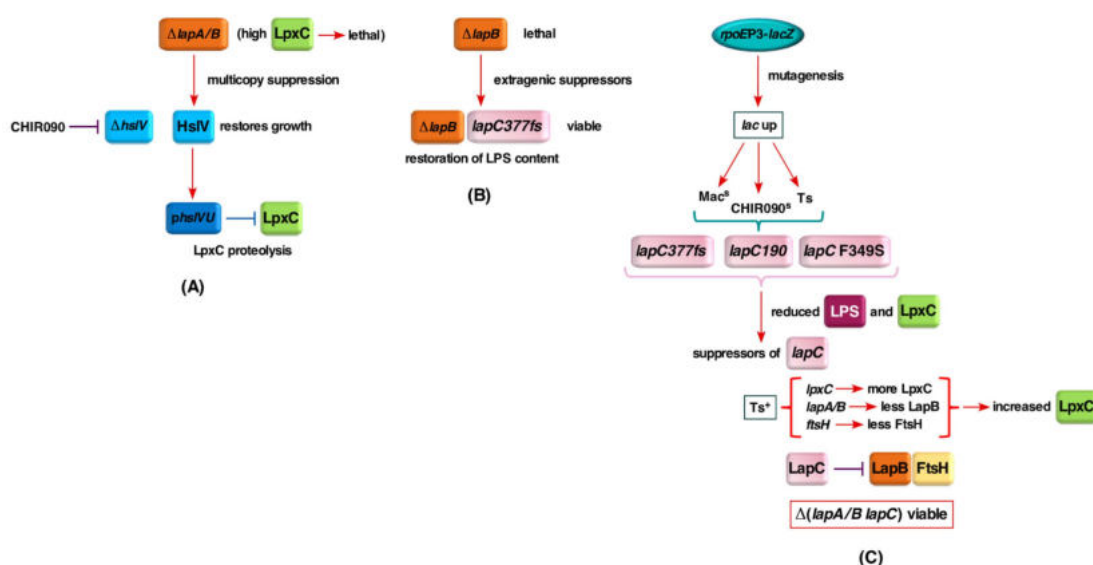 ΔlapA/B (high LpxC → lethal)
multicopy suppression
CHIR090 ΔhslV HslV restores growth
phslVU LpxC
LpxC proteolysis
(A)
ΔlapB lethal
extragenic suppressors
ΔlapB lapC377fs viable
restoration of LPS content
(B)
rpoEP3-lacZ
mutagenesis
lac up
Macˢ CHIR090ˢ Ts
lapC377fs lapC190 lapC F349S
reduced LPS and LpxC
suppressors of lapC
Ts⁺
lpxC → more LpxC
lapA/B → less LapB
ftsH → less FtsH
increased LpxC
LapC LapB FtsH
Δ(lapA/B lapC) viable
(C)